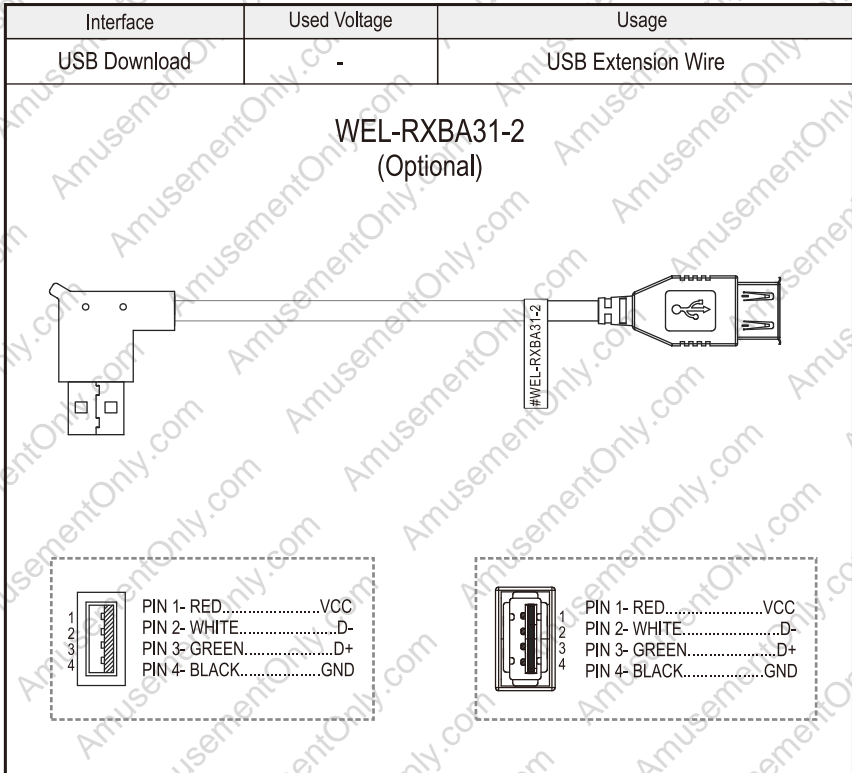 Interface Used Voltage Usage
USB Download - USB Extension Wire
WEL-RXBA31-2
(Optional)
#WEL-RXBA31-2
1
2
3
4
PIN 1- RED....................VCC
PIN 2- WHITE....................D-
PIN 3- GREEN..................D+
PIN 4- BLACK.................GND
1
2
3
4
PIN 1- RED....................VCC
PIN 2- WHITE....................D-
PIN 3- GREEN..................D+
PIN 4- BLACK.................GND
AmusementOnly.com